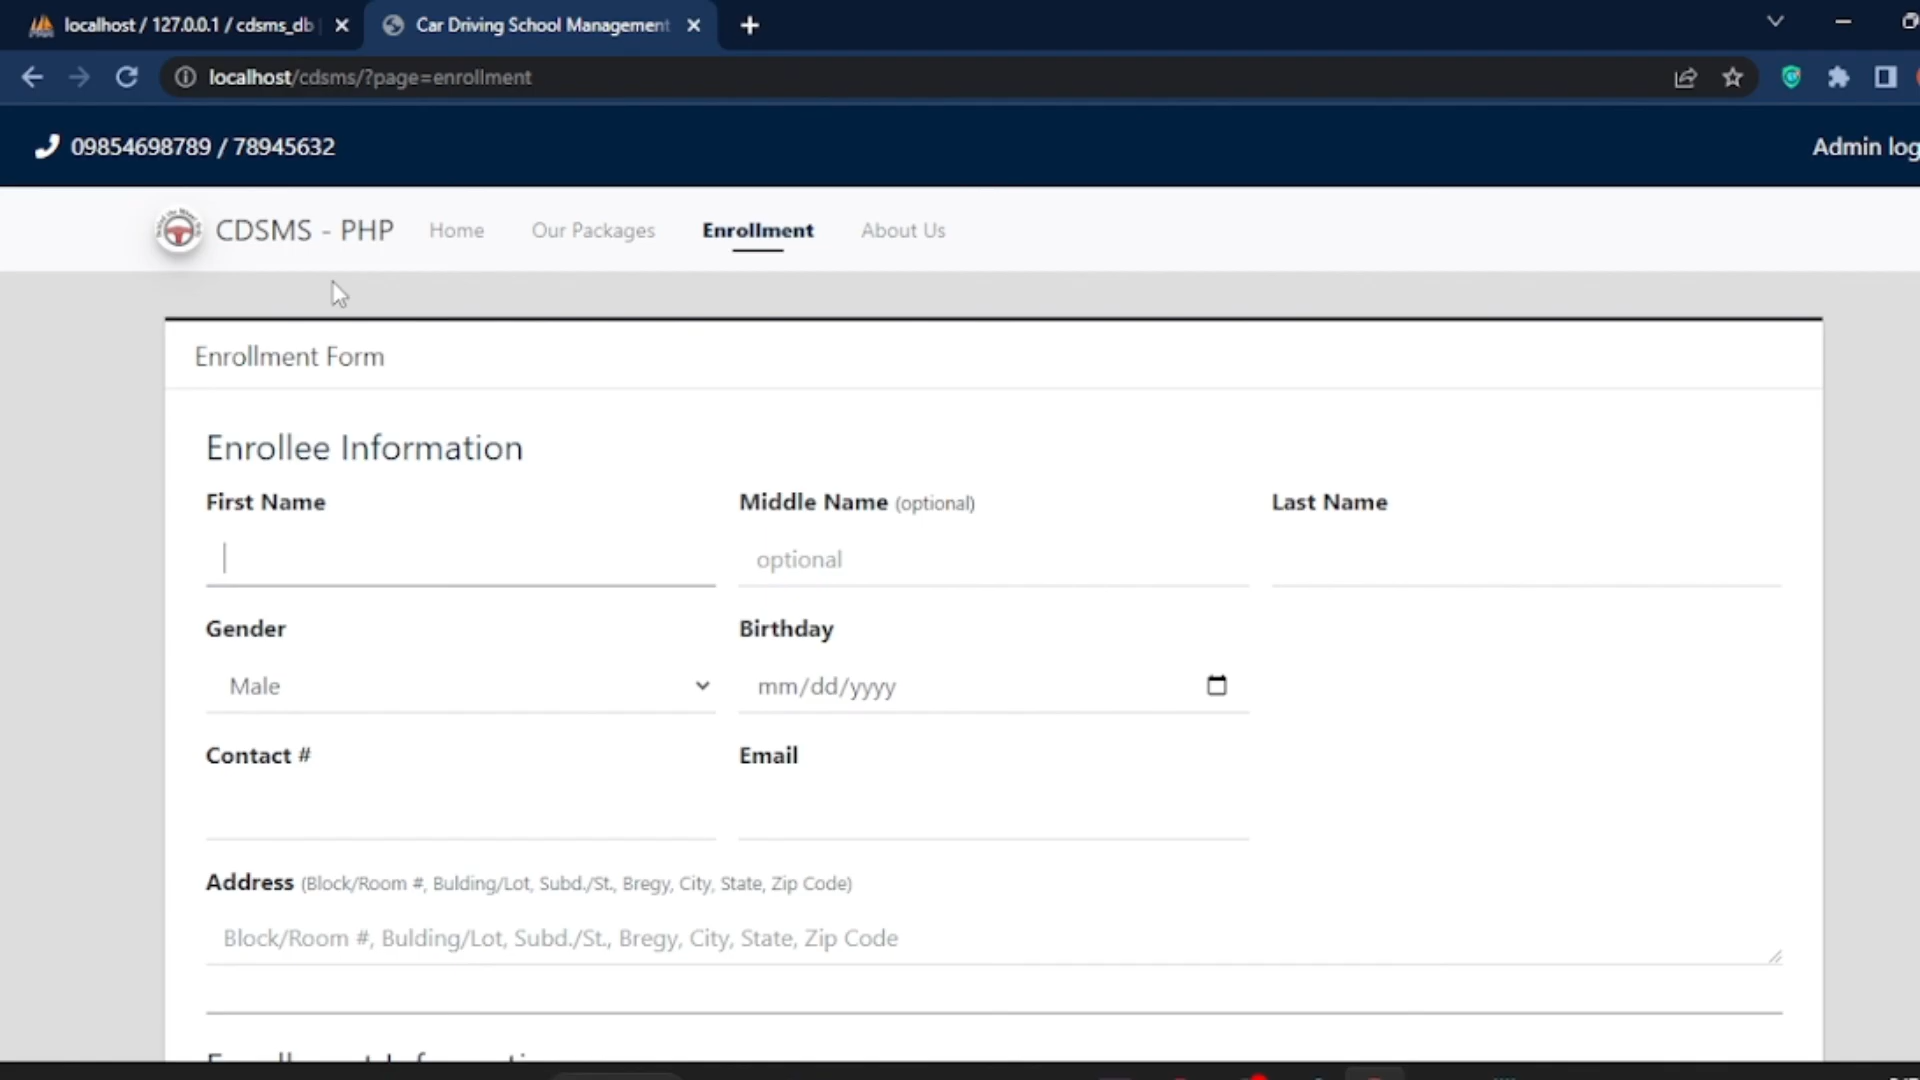 localhost / 127.0.0.1 / cdsms_db
Car Driving School Management
localhost/cdsms/?page=enrollment
09854698789 / 78945632
Admin log
CDSMS - PHP
Home
Our Packages
Enrollment
About Us
Enrollment Form
Enrollee Information
First Name
Middle Name (optional)
Last Name
optional
Gender
Birthday
Male
mm/dd/yyyy
Contact #
Email
Address (Block/Room #, Bulding/Lot, Subd./St., Bregy, City, State, Zip Code)
Block/Room #, Bulding/Lot, Subd./St., Bregy, City, State, Zip Code